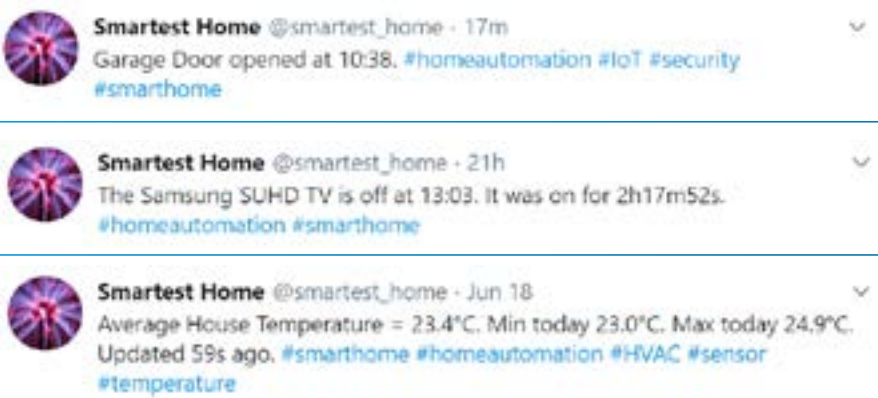 Smartest Home @smartest_home · 17m
Garage Door opened at 10:38. #homeautomation #IoT #security
#smarthome
Smartest Home @smartest_home · 21h
The Samsung SUHD TV is off at 13:03. It was on for 2h17m52s.
#homeautomation #smarthome
Smartest Home @smartest_home · Jun 18
Average House Temperature = 23.4°C. Min today 23.0°C. Max today 24.9°C.
Updated 59s ago. #smarthome #homeautomation #HVAC #sensor
#temperature